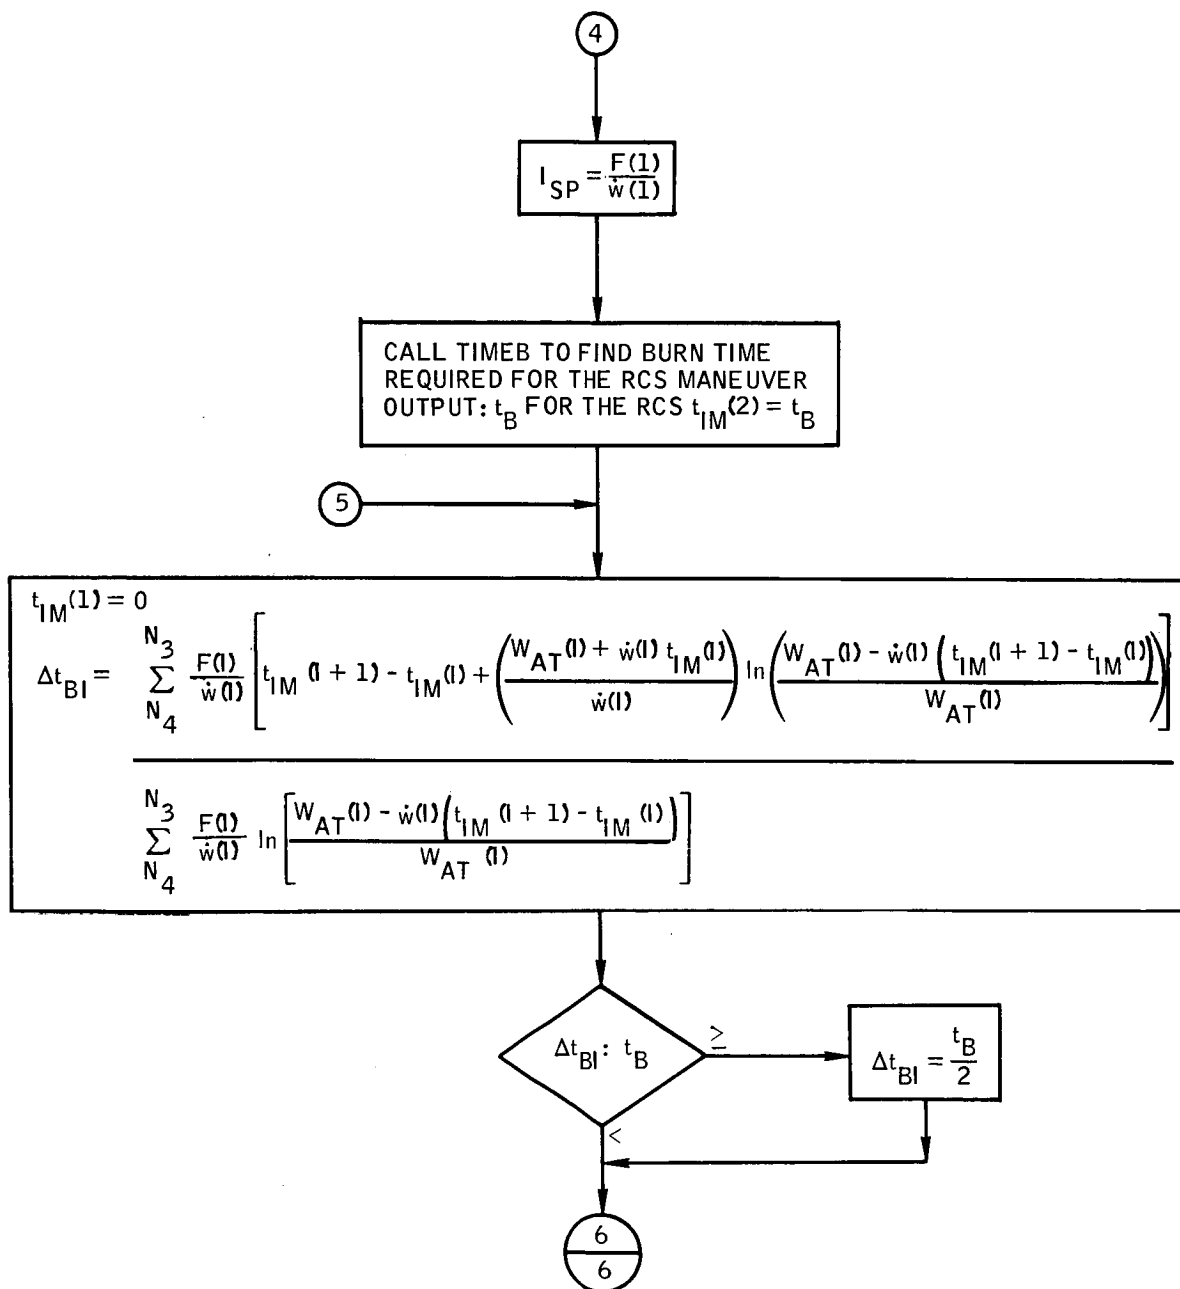 4
I_SP = F(1)/ẇ(1)
CALL TIMEB TO FIND BURN TIME
REQUIRED FOR THE RCS MANEUVER
OUTPUT: t_B FOR THE RCS t_IM(2) = t_B
5
t_IM(1) = 0
Δt_BI = ∑ N_3 N_4 F(I)/ẇ(I) [ t_IM (I + 1) - t_IM(I) + ( (W_AT(I) + ẇ(I) t_IM(I)) / ẇ(I) ) ln ( (W_AT(I) - ẇ(I) ( t_IM(I + 1) - t_IM(I) )) / W_AT(I) ) ]
∑ N_3 N_4 F(I)/ẇ(I) ln [ (W_AT(I) - ẇ(I) ( t_IM (I + 1) - t_IM (I) )) / W_AT (I) ]
Δt_BI : t_B
≥
Δt_BI = t_B/2
<
6
6